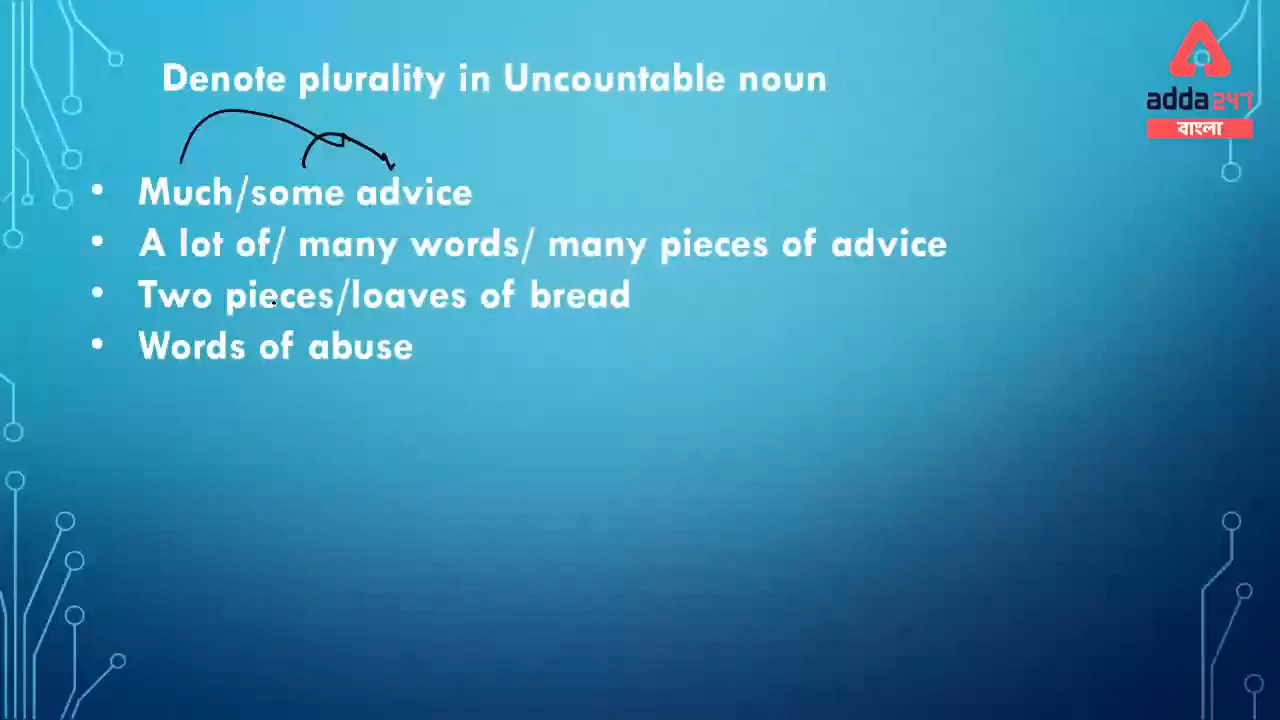 Denote plurality in Uncountable noun
adda247
বাংলা
• Much/some advice
• A lot of/ many words/ many pieces of advice
• Two pieces/loaves of bread
• Words of abuse